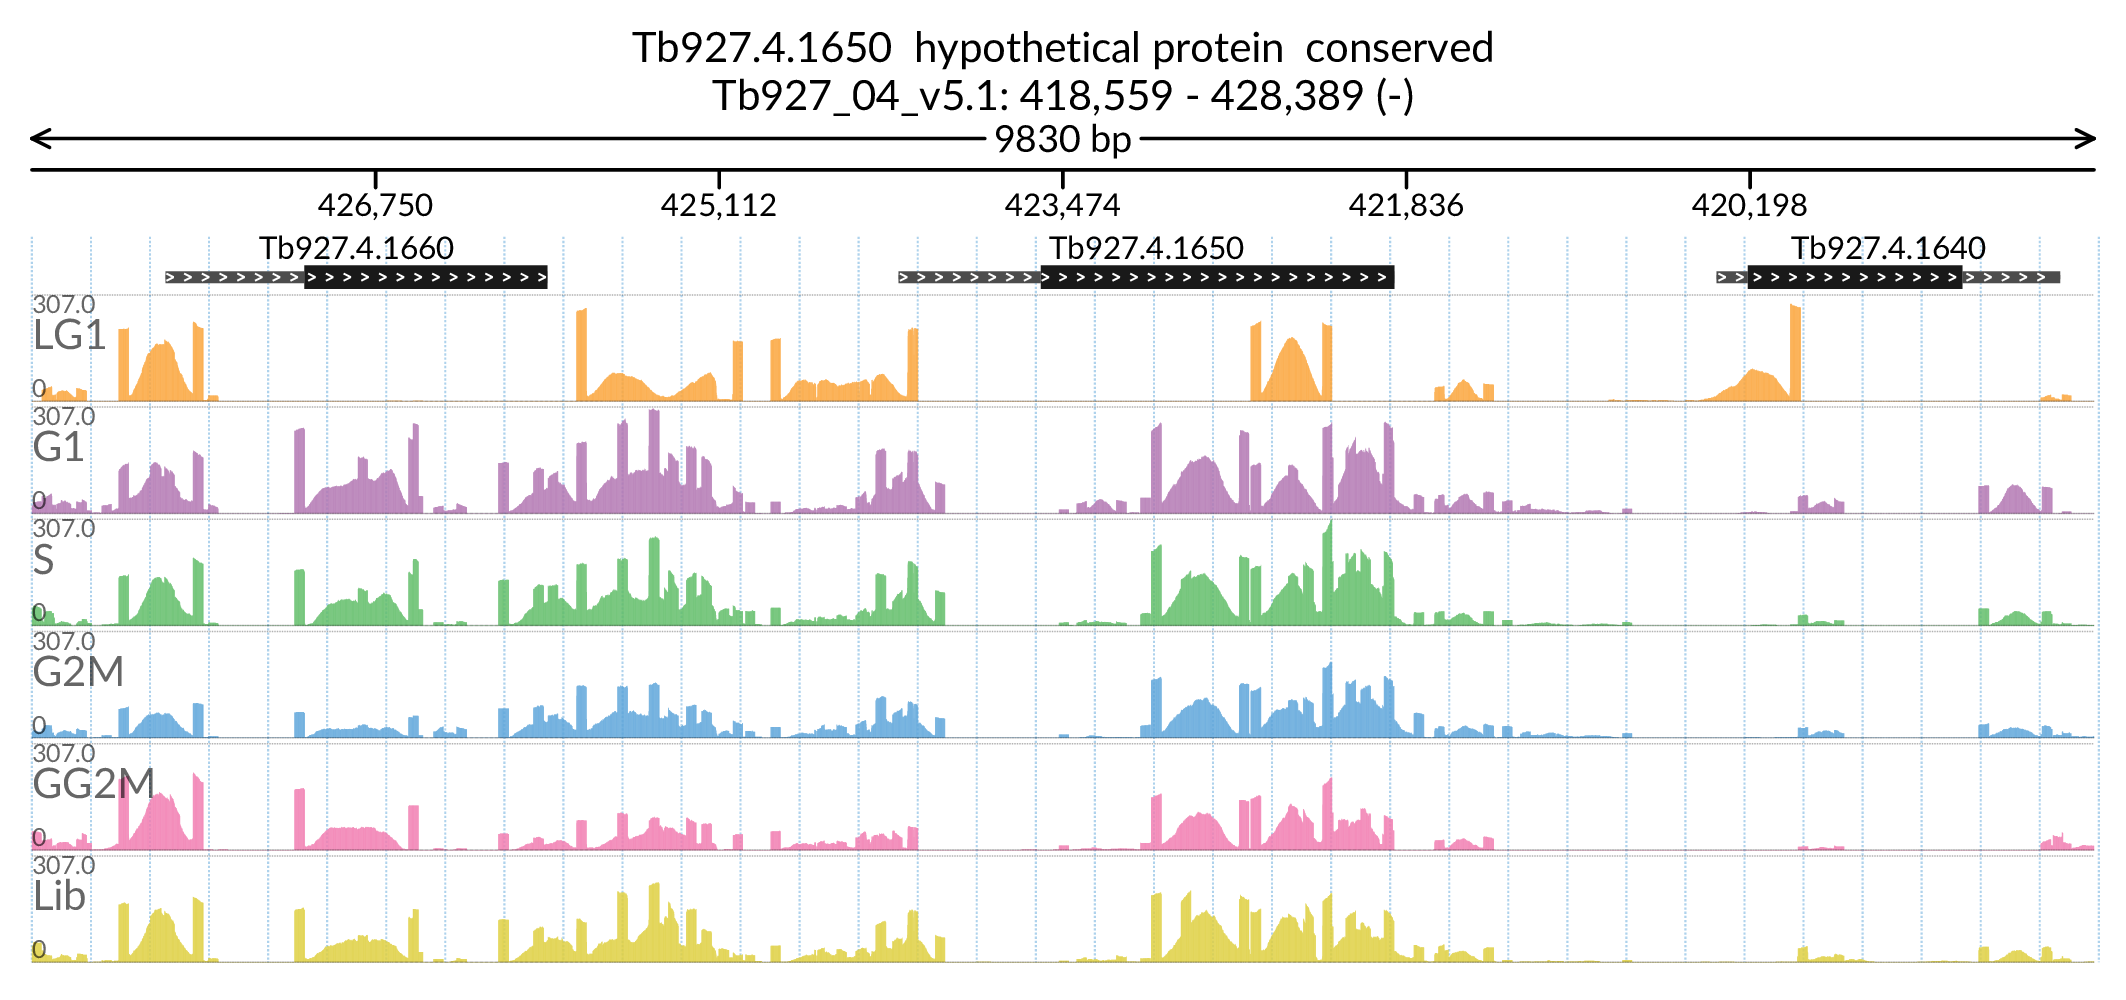 Tb927.4.1650  hypothetical protein  conserved
Tb927_04_v5.1: 418,559 - 428,389 (-)
9830 bp
426,750 425,112 423,474 421,836 420,198
Tb927.4.1660 Tb927.4.1650 Tb927.4.1640
307.0
LG1
0
307.0
G1
0
307.0
S
0
307.0
G2M
0
307.0
GG2M
0
307.0
Lib
0